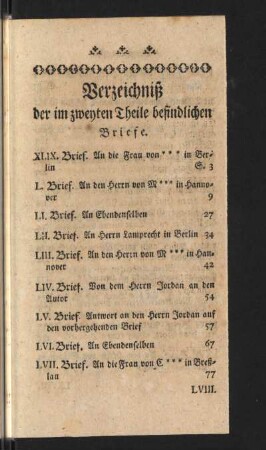 Verzeichniß
der im zweyten Theile befindlichen
Briefe.
XLIX. Brief. An die Frau von * * * in Ber-
lin S. 3
L. Brief. An den Herrn von M *** in Hanno-
ver 9
LI. Brief. An Ebendenselben 27
LII. Brief. An Herrn Lamprecht in Berlin 34
LIII. Brief. An den Herrn von M *** in Han-
nover 42
LIV. Brief. Von dem Herrn Jordan an den
Autor 54
LV. Brief. Antwort an den Herrn Jordan auf
den vorhergehenden Brief 57
LVI. Brief. An Ebendenselben 67
LVII. Brief. An die Frau von C *** in Breß-
lau 77
LVIII.